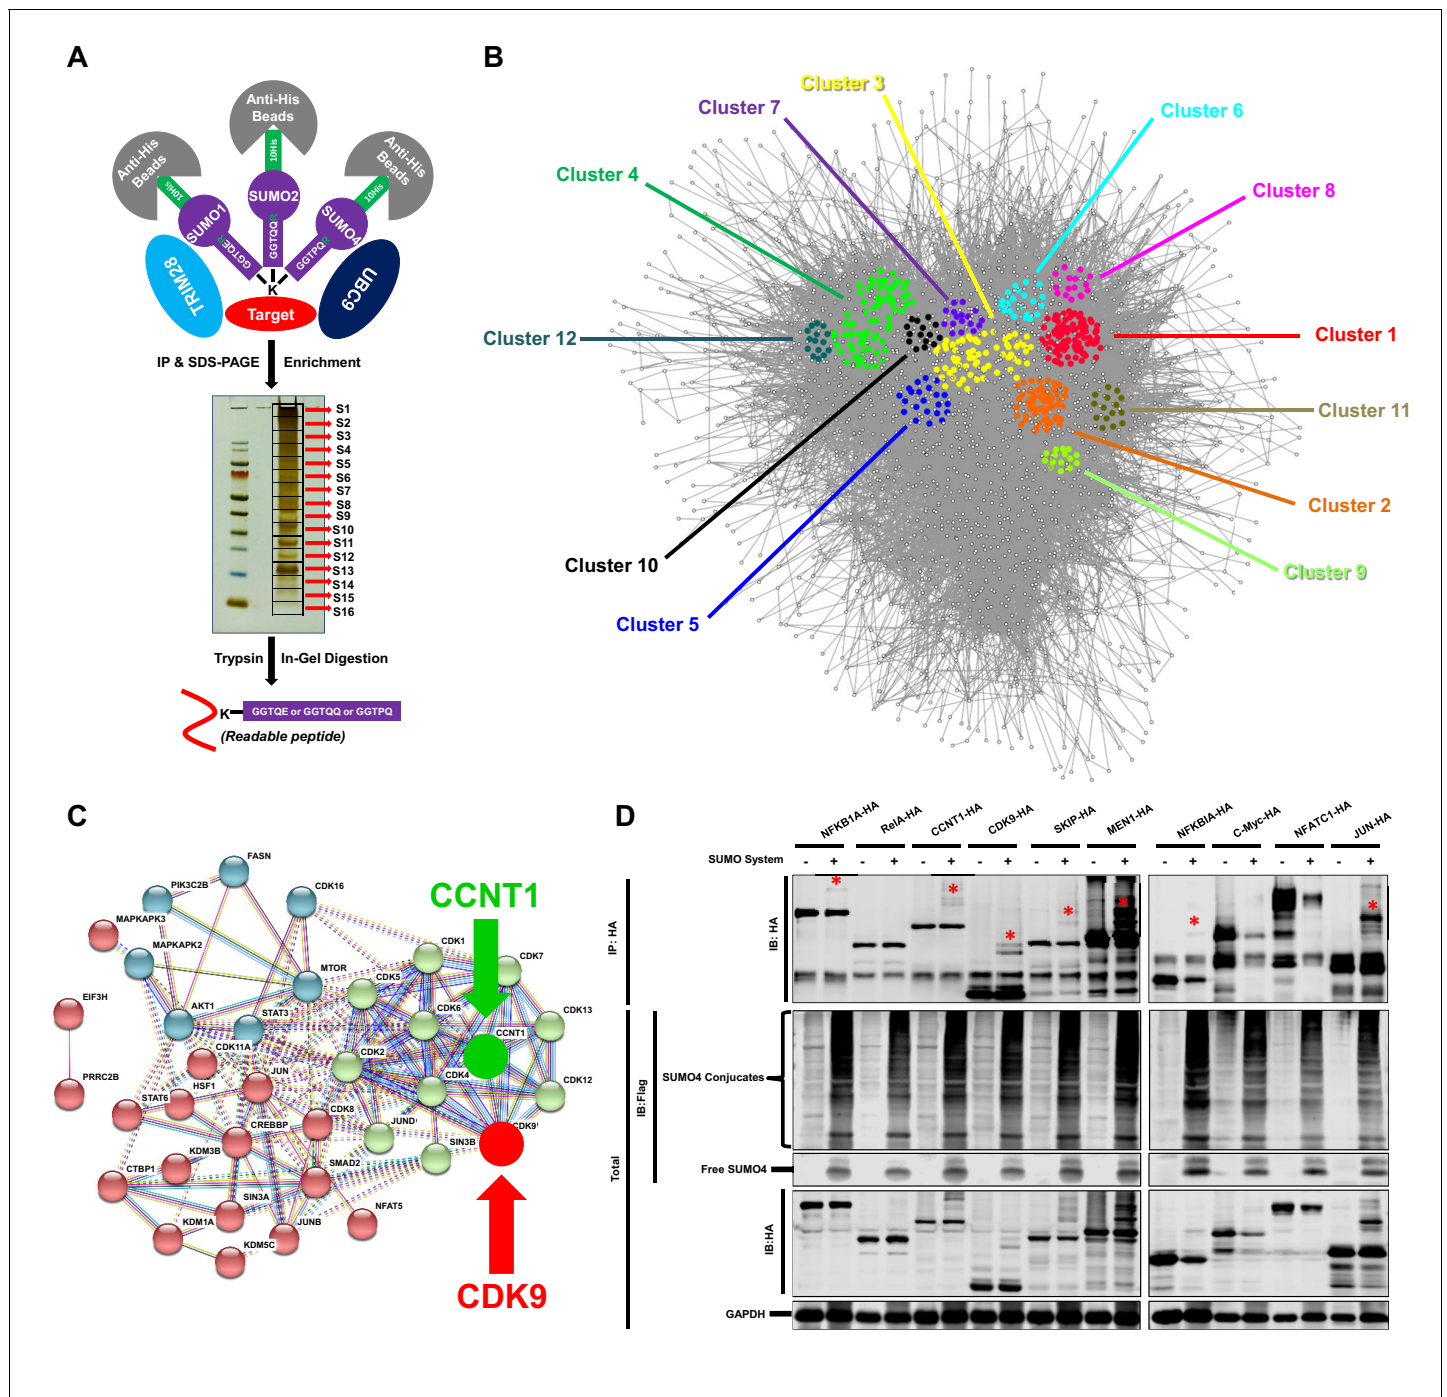 A
Anti-His
Beads
Anti-His
Beads
Anti-His
Beads
10His
10His
10His
SUMO1
SUMO2
SUMO4
GGTQER
GGTQQR
GGTPQR
TRIM28
UBC9
K
Target
IP & SDS-PAGE
Enrichment
S1
S2
S3
S4
S5
S6
S7
S8
S9
S10
S11
S12
S13
S14
S15
S16
Trypsin
In-Gel Digestion
K
GGTQE or GGTQQ or GGTPQ
(Readable peptide)
B
Cluster 3
Cluster 7
Cluster 6
Cluster 4
Cluster 8
Cluster 12
Cluster 1
Cluster 11
Cluster 2
Cluster 10
Cluster 9
Cluster 5
C
FASN
PIK3C2B
CDK16
MAPKAPK3
MAPKAPK2
MTOR
CDK1
CDK7
CDK5
EIF3H
AKT1
STAT3
CDK6
CDK13
CCNT1
CDK11A
CDK2
PRRC2B
HSF1
JUN
CDK4
CDK12
STAT6
CDK8
CREBBP
JUND
SIN3B
CDK9
KDM3B
CTBP1
SMAD2
SIN3A
NFAT5
KDM1A
JUNB
KDM5C
CCNT1
CDK9
D
NFKB1A-HA
RelA-HA
CCNT1-HA
CDK9-HA
SKIP-HA
MEN1-HA
NFKBIA-HA
C-Myc-HA
NFATC1-HA
JUN-HA
SUMO System - + - + - + - + - + - + - + - + - + - +
IP: HA
IB: HA
* * * * * * *
Total
IB:Flag
SUMO4 Conjucates
Free SUMO4
IB:HA
GAPDH